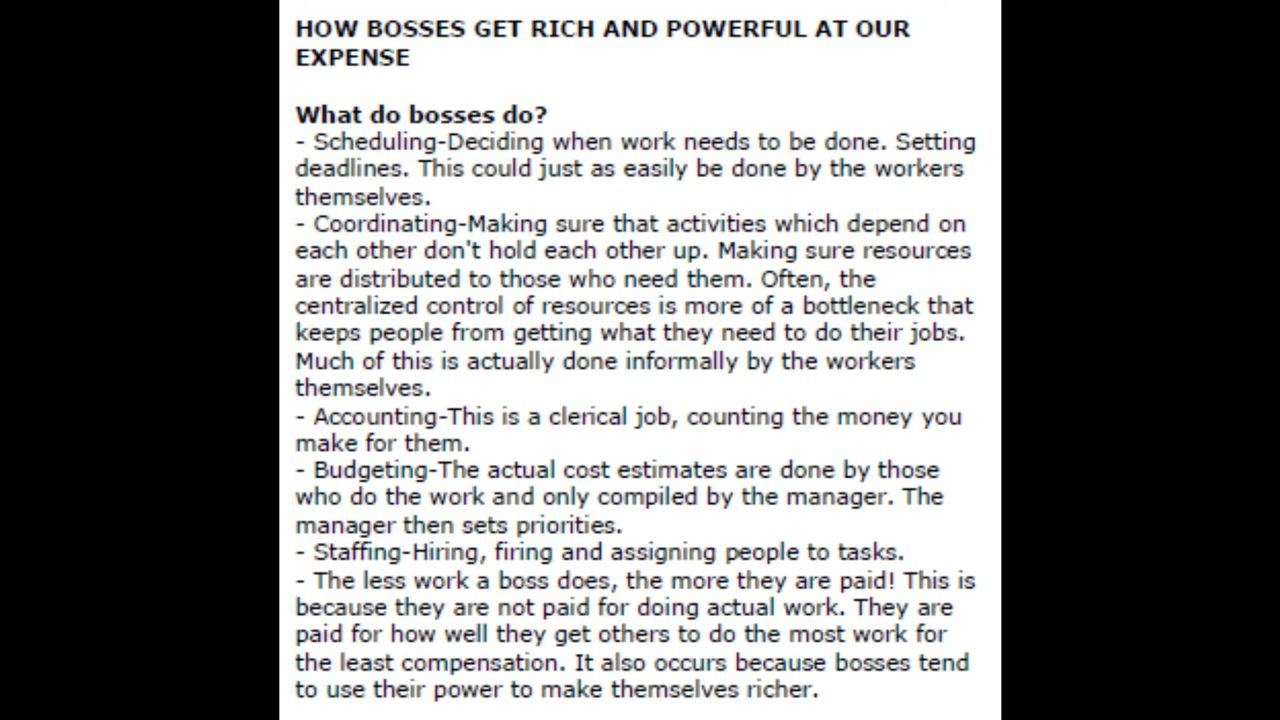 HOW BOSSES GET RICH AND POWERFUL AT OUR
EXPENSE
What do bosses do?
- Scheduling-Deciding when work needs to be done. Setting
deadlines. This could just as easily be done by the workers
themselves.
- Coordinating-Making sure that activities which depend on
each other don't hold each other up. Making sure resources
are distributed to those who need them. Often, the
centralized control of resources is more of a bottleneck that
keeps people from getting what they need to do their jobs.
Much of this is actually done informally by the workers
themselves.
- Accounting-This is a clerical job, counting the money you
make for them.
- Budgeting-The actual cost estimates are done by those
who do the work and only compiled by the manager. The
manager then sets priorities.
- Staffing-Hiring, firing and assigning people to tasks.
- The less work a boss does, the more they are paid! This is
because they are not paid for doing actual work. They are
paid for how well they get others to do the most work for
the least compensation. It also occurs because bosses tend
to use their power to make themselves richer.